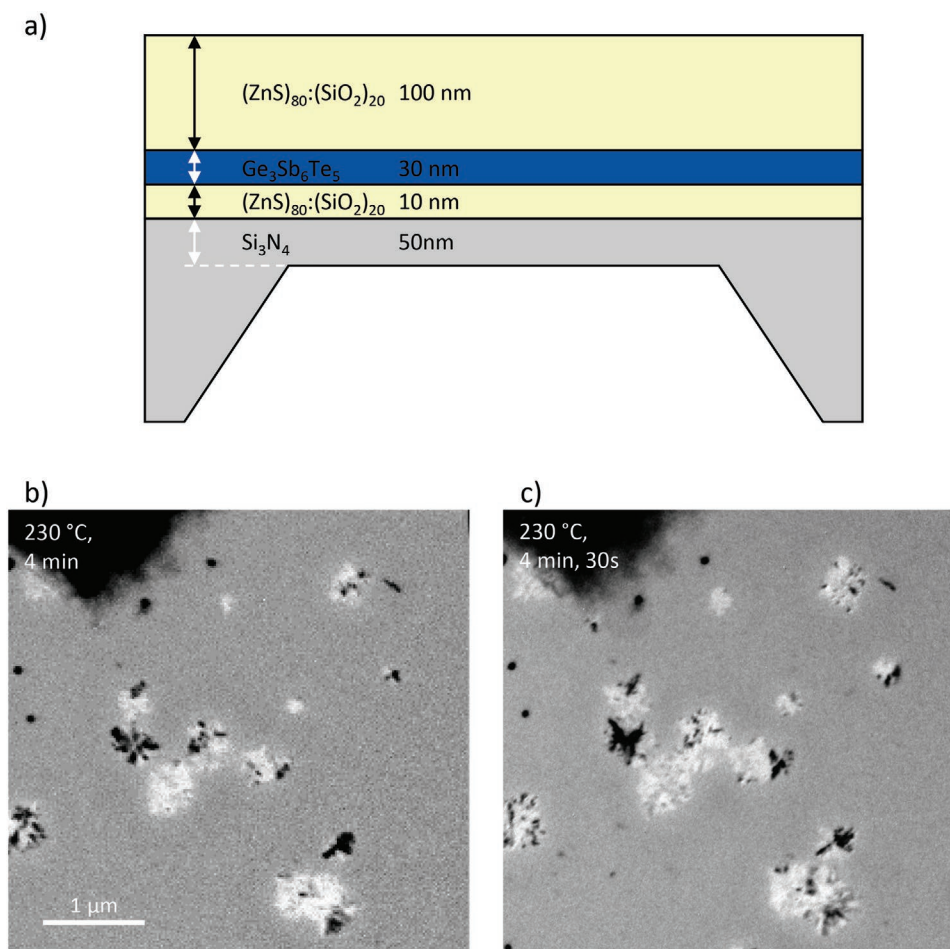 a)
(ZnS)₈₀:(SiO₂)₂₀ 100 nm
Ge₃Sb₆Te₅ 30 nm
(ZnS)₈₀:(SiO₂)₂₀ 10 nm
Si₃N₄ 50nm
b)
230 °C,
4 min
1 µm
c)
230 °C,
4 min, 30s